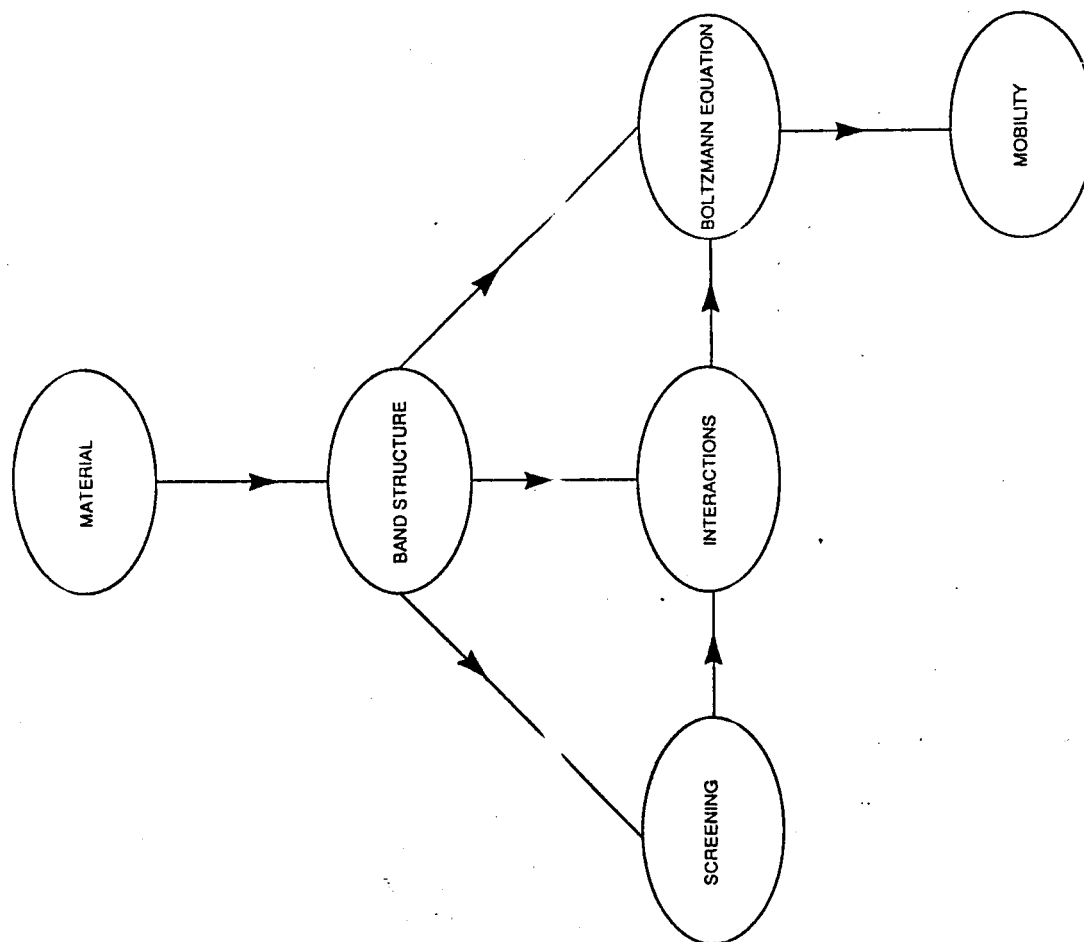 MATERIAL
BAND STRUCTURE
SCREENING
INTERACTIONS
BOLTZMANN EQUATION
MOBILITY